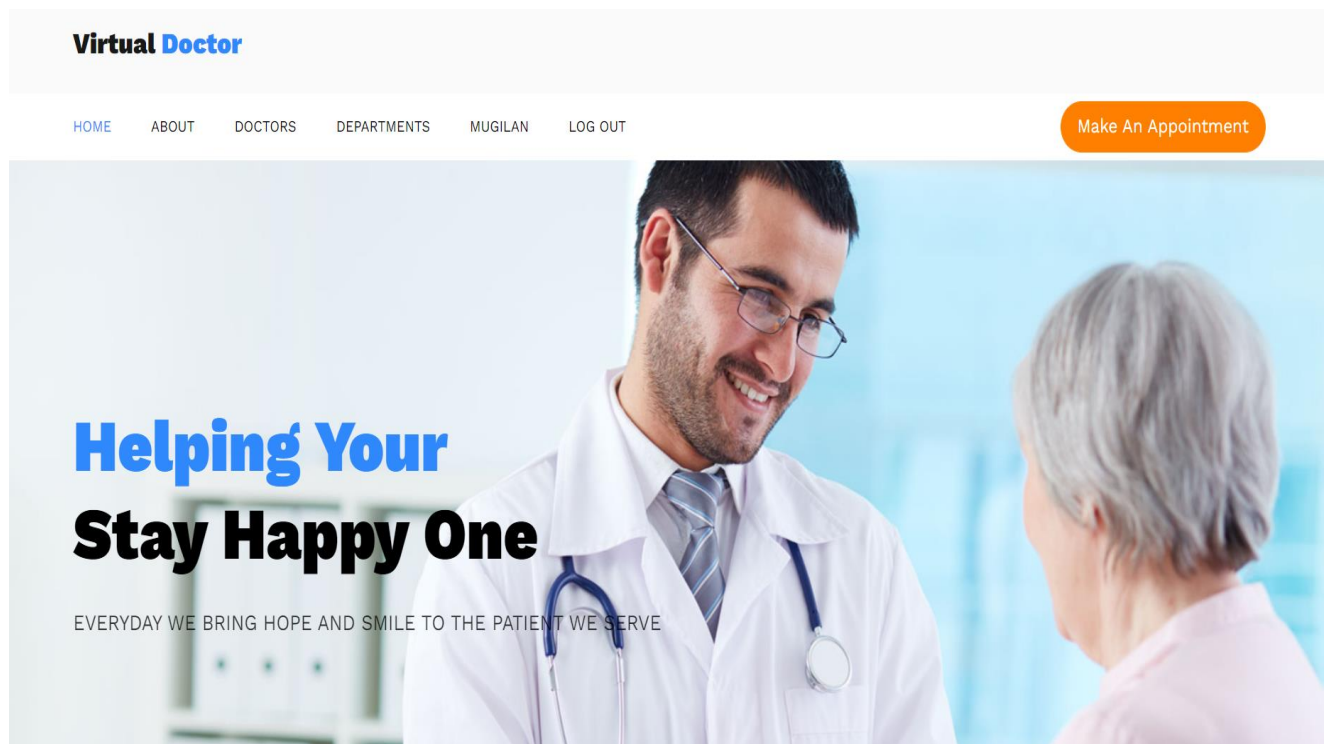 Virtual Doctor
HOME ABOUT DOCTORS DEPARTMENTS MUGILAN LOG OUT Make An Appointment
Helping Your
Stay Happy One
EVERYDAY WE BRING HOPE AND SMILE TO THE PATIENT WE SERVE